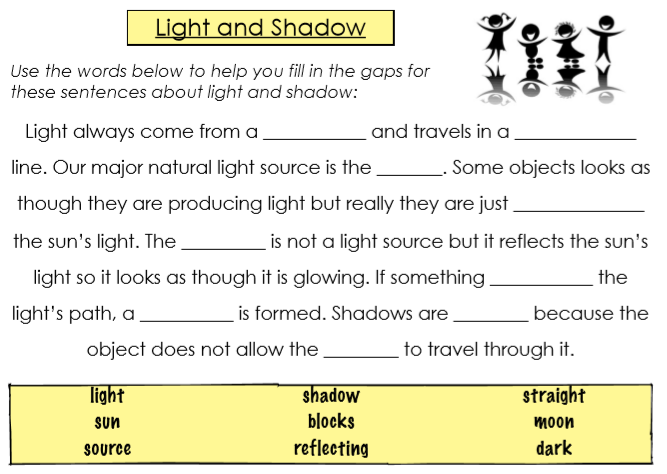 Light and Shadow
Use the words below to help you fill in the gaps for
these sentences about light and shadow:
Light always come from a __________ and travels in a ____________
line. Our major natural light source is the _______. Some objects looks as
though they are producing light but really they are just _____________
the sun's light. The _________ is not a light source but it reflects the sun's
light so it looks as though it is glowing. If something __________ the
light's path, a __________ is formed. Shadows are ________ because the
object does not allow the ________ to travel through it.
light shadow straight
sun blocks moon
source reflecting dark